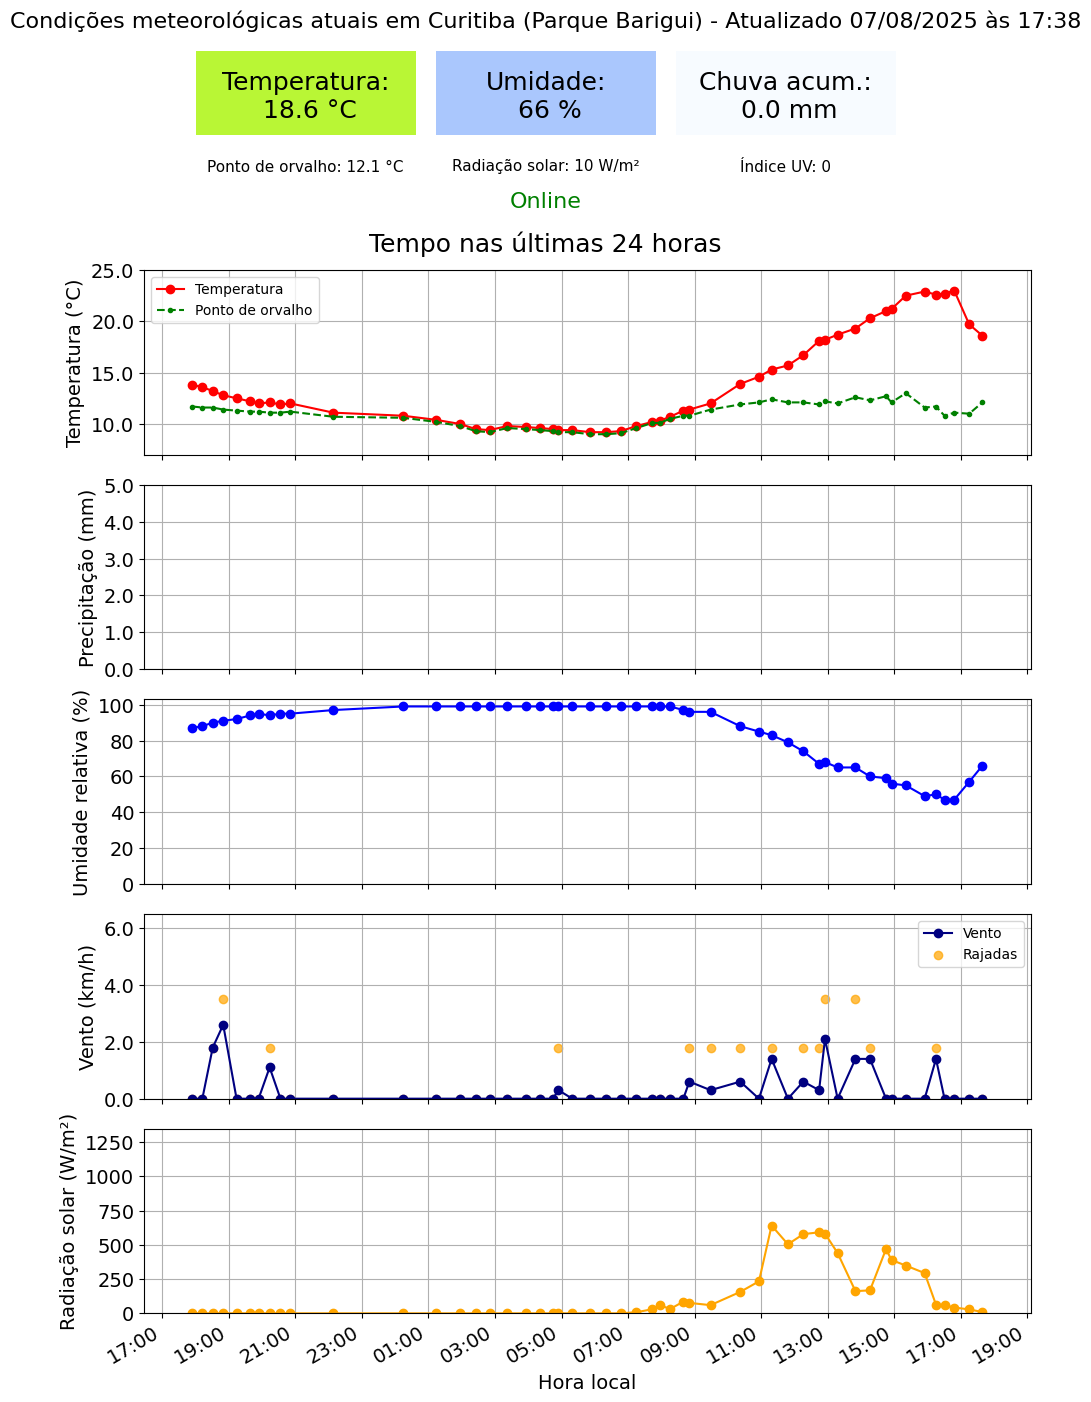 Condições meteorológicas atuais em Curitiba (Parque Barigui) - Atualizado 07/08/2025 às 17:38
Temperatura:
18.6 °C
Umidade:
66 %
Chuva acum.:
0.0 mm
Ponto de orvalho: 12.1 °C
Radiação solar: 10 W/m²
Índice UV: 0
Online
Tempo nas últimas 24 horas
Temperatura (°C)
25.0
20.0
15.0
10.0
Temperatura
Ponto de orvalho
Precipitação (mm)
5.0
4.0
3.0
2.0
1.0
0.0
Umidade relativa (%)
100
80
60
40
20
0
Vento (km/h)
6.0
4.0
2.0
0.0
Vento
Rajadas
Radiação solar (W/m²)
1250
1000
750
500
250
0
17:00
19:00
21:00
23:00
01:00
03:00
05:00
07:00
09:00
11:00
13:00
15:00
17:00
19:00
Hora local